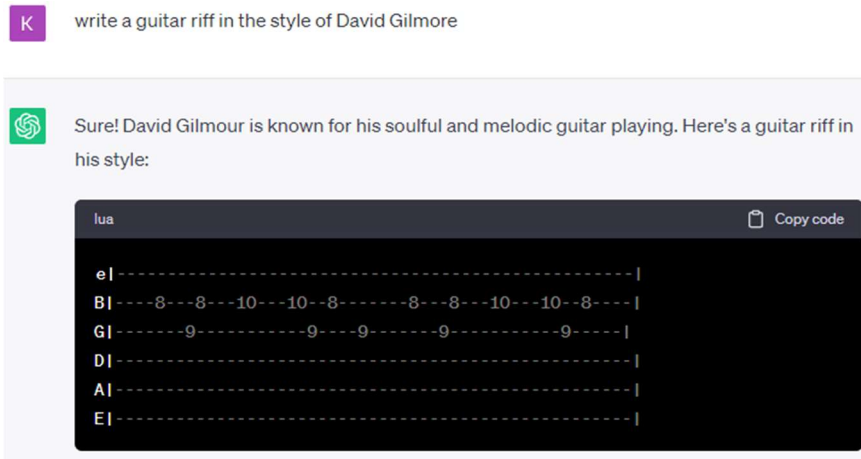 K
write a guitar riff in the style of David Gilmore
Sure! David Gilmour is known for his soulful and melodic guitar playing. Here's a guitar riff in
his style:
lua
Copy code
e|---------------------------------------------------|
B|----8---8---10---10--8-------8---8---10---10--8----|
G|-------9-----------9----9-------9-----------9-----|
D|---------------------------------------------------|
A|---------------------------------------------------|
E|---------------------------------------------------|